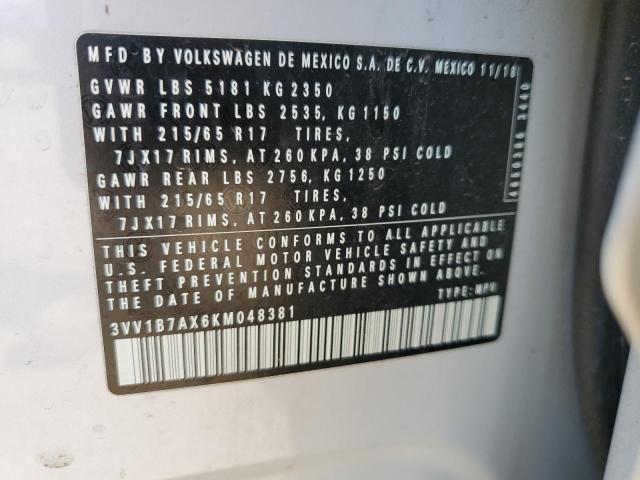 MFD BY VOLKSWAGEN DE MEXICO S.A. DE C.V. MEXICO 11/18
GVWR LBS 5181 KG 2350
GAWR FRONT LBS 2535, KG 1150
WITH 215/65 R17 TIRES,
7JX17 RIMS, AT 260 KPA, 38 PSI COLD
GAWR REAR LBS 2756, KG 1250
WITH 215/65 R17 TIRES,
7JX17 RIMS, AT 260 KPA, 38 PSI COLD
THIS VEHICLE CONFORMS TO ALL APPLICABLE
U.S. FEDERAL MOTOR VEHICLE SAFETY AND
THEFT PREVENTION STANDARDS IN EFFECT ON
THE DATE OF MANUFACTURE SHOWN ABOVE.
TYPE: MPV
3VV1B7AX6KM048381
3440